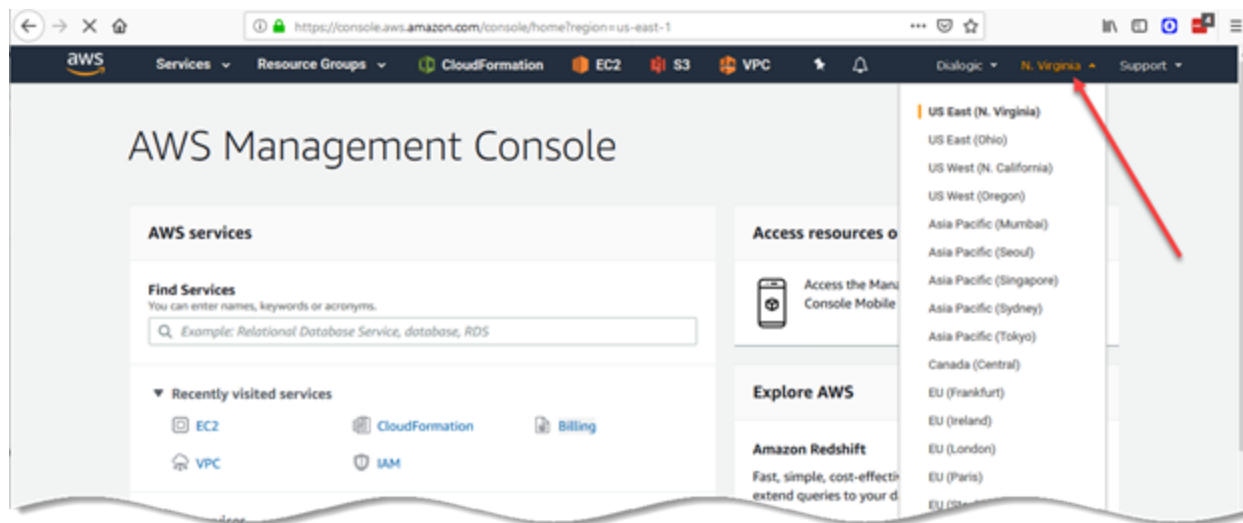 https://console.aws.amazon.com/console/home?region=us-east-1
4
aws Services Resource Groups CloudFormation EC2 S3 VPC Dialogic N. Virginia Support
AWS Management Console
AWS services
Find Services
You can enter names, keywords or acronyms.
Example: Relational Database Service, database, RDS
Recently visited services
EC2 CloudFormation Billing
VPC IAM
Access resources o
Access the Mana
Console Mobile
Explore AWS
Amazon Redshift
Fast, simple, cost-effecti
extend queries to your d
US East (N. Virginia)
US East (Ohio)
US West (N. California)
US West (Oregon)
Asia Pacific (Mumbai)
Asia Pacific (Seoul)
Asia Pacific (Singapore)
Asia Pacific (Sydney)
Asia Pacific (Tokyo)
Canada (Central)
EU (Frankfurt)
EU (Ireland)
EU (London)
EU (Paris)
EU